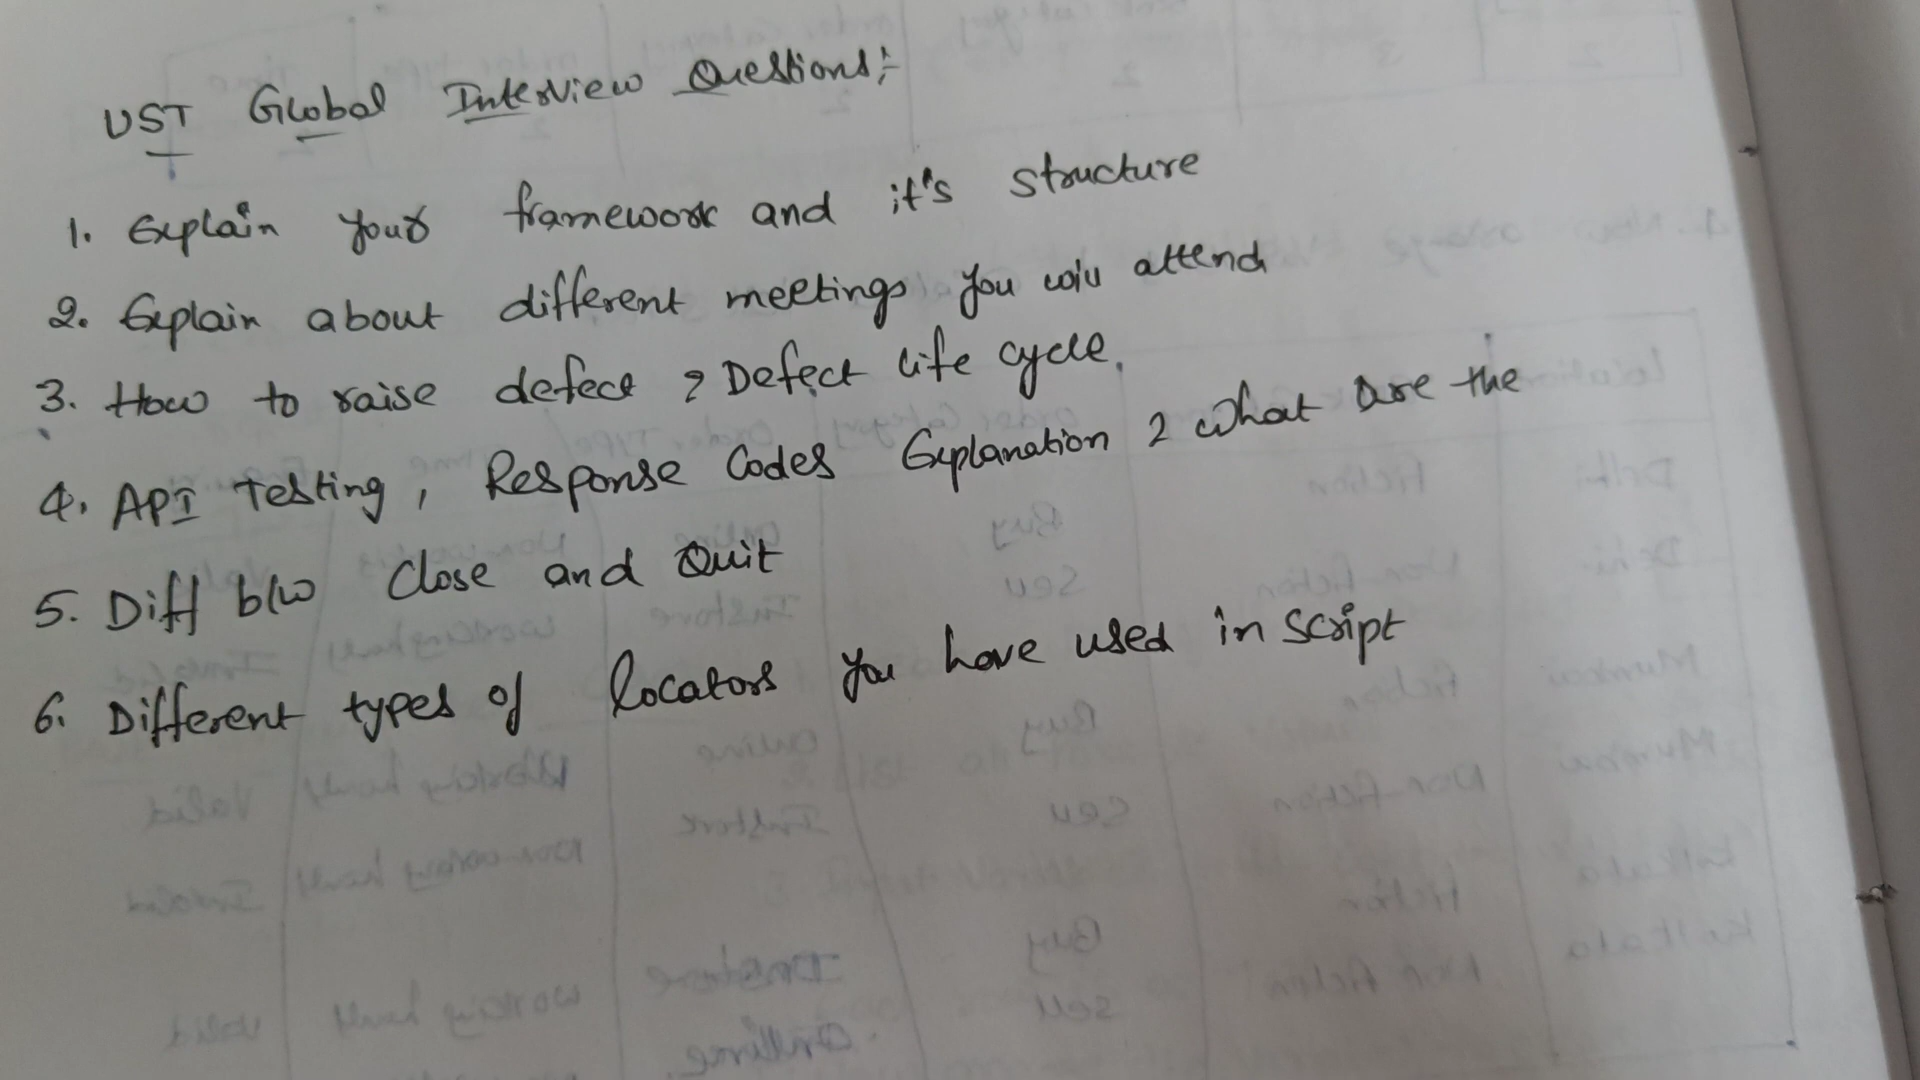 UST Global Interview Questions:-
1. Explain your framework and it's structure
2. Explain about different meetings you will attend
3. How to raise defect & Defect life cycle.
4. API Testing, Response Codes Explanation & what are the
5. Diff b/w Close and Quit
6. Different types of locators you have used in script